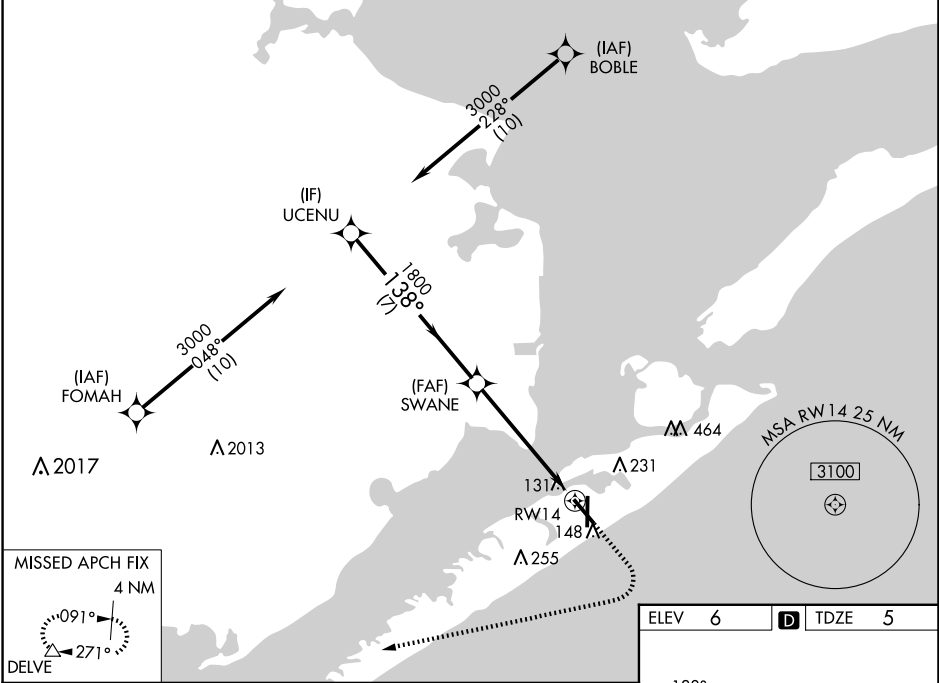 (IAF)
BOBLE
3000
228°
(10)
(IF)
UCENU
1800
138°
(7)
3000
048°
(10)
(IAF)
FOMAH
(FAF)
SWANE
2013
2017
464
231
131
RW14
148
255
MSA RW14 25 NM
3100
MISSED APCH FIX
4 NM
091°
271°
DELVE
ELEV 6 D TDZE 5